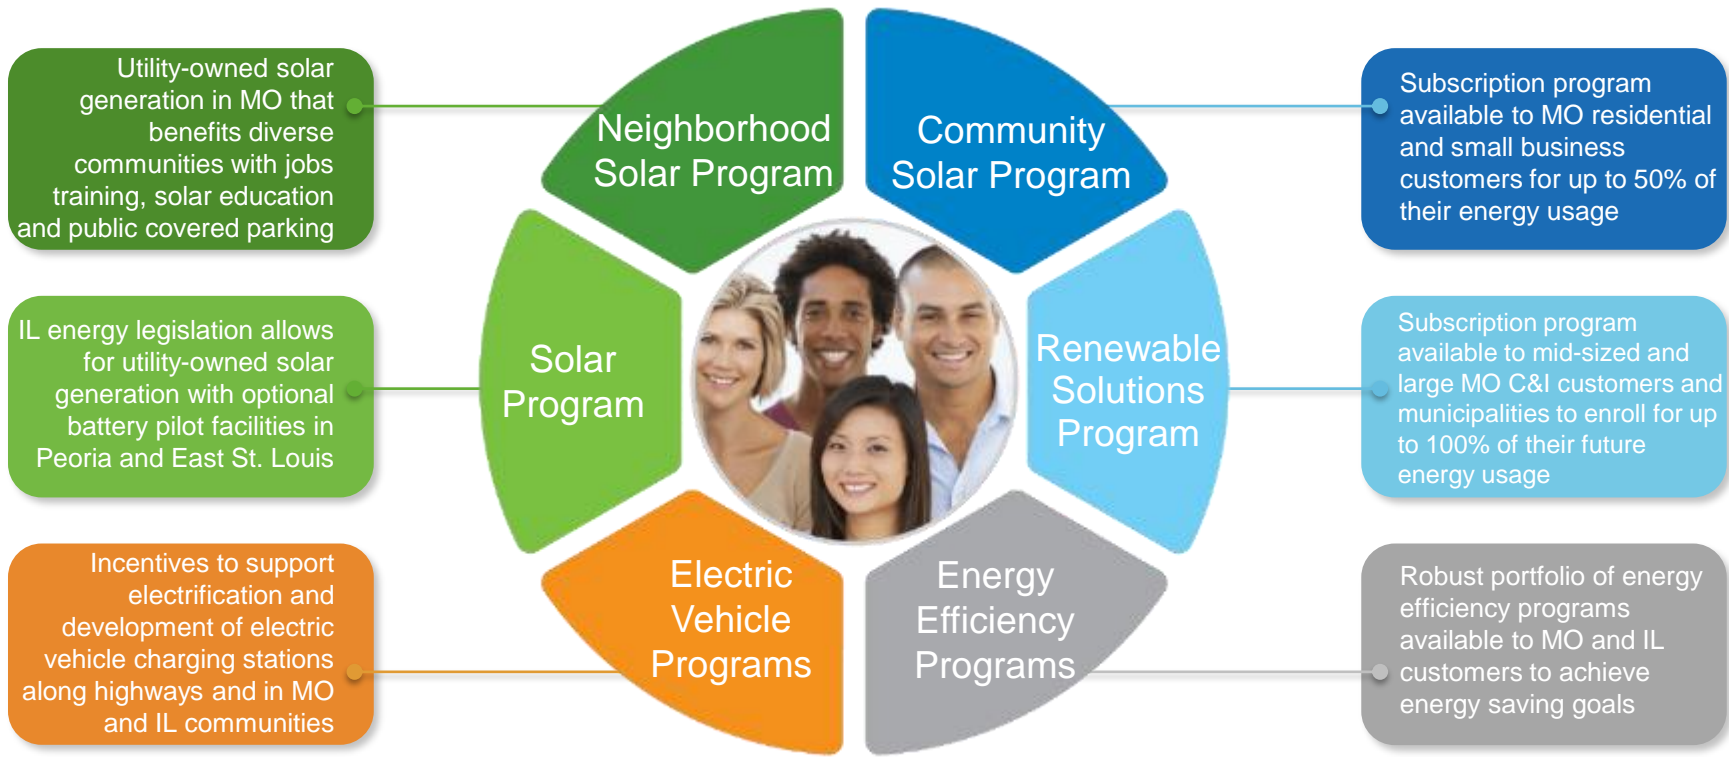 Utility-owned solar
generation in MO that
benefits diverse
communities with jobs
training, solar education
and public covered parking
Neighborhood
Solar Program
Community
Solar Program
Subscription program
available to MO residential
and small business
customers for up to 50% of
their energy usage
IL energy legislation allows
for utility-owned solar
generation with optional
battery pilot facilities in
Peoria and East St. Louis
Solar
Program
Renewable
Solutions
Program
Subscription program
available to mid-sized and
large MO C&I customers and
municipalities to enroll for up
to 100% of their future
energy usage
Incentives to support
electrification and
development of electric
vehicle charging stations
along highways and in MO
and IL communities
Electric
Vehicle
Programs
Energy
Efficiency
Programs
Robust portfolio of energy
efficiency programs
available to MO and IL
customers to achieve
energy saving goals